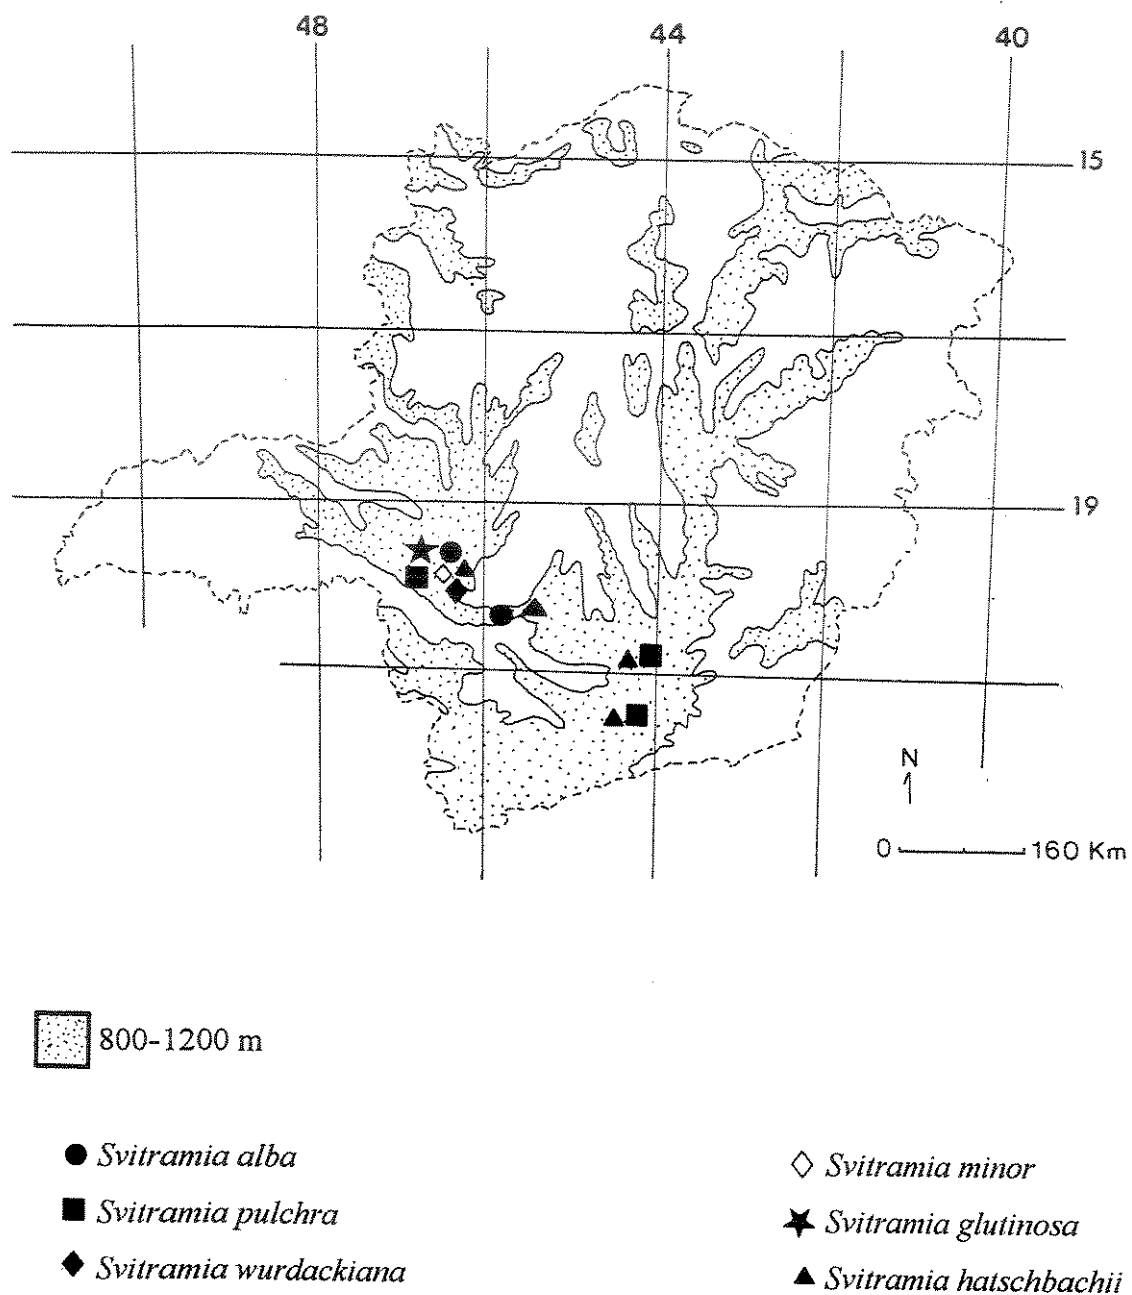 48 44 40
15
19
N
0 160 Km
800-1200 m
Svitramia alba
Svitramia pulchra
Svitramia wurdackiana
Svitramia minor
Svitramia glutinosa
Svitramia hatschbachii